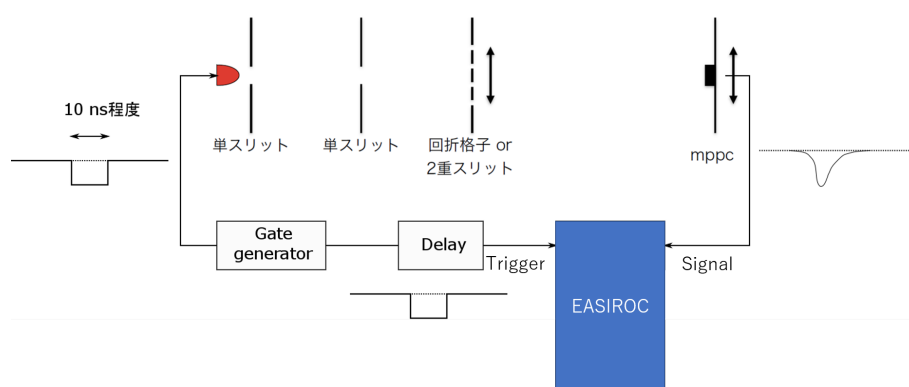 10 ns程度
単スリット
単スリット
回折格子 or
2重スリット
mppc
Gate
generator
Delay
Trigger
Signal
EASIROC